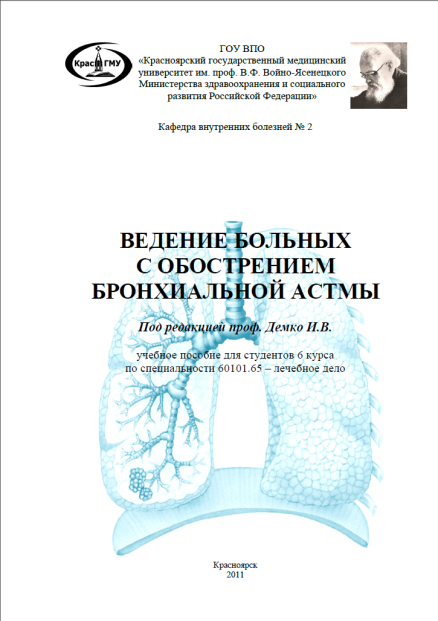 Крас ГМУ
ГОУ ВПО
«Красноярский государственный медицинский
университет им. проф. В.Ф. Войно-Ясенецкого
Министерства здравоохранения и социального
развития Российской Федерации»
Кафедра внутренних болезней № 2
ВЕДЕНИЕ БОЛЬНЫХ
С ОБОСТРЕНИЕМ
БРОНХИАЛЬНОЙ АСТМЫ
Под редакцией проф. Демко И.В.
учебное пособие для студентов 6 курса
по специальности 60101.65 – лечебное дело
Красноярск
2011